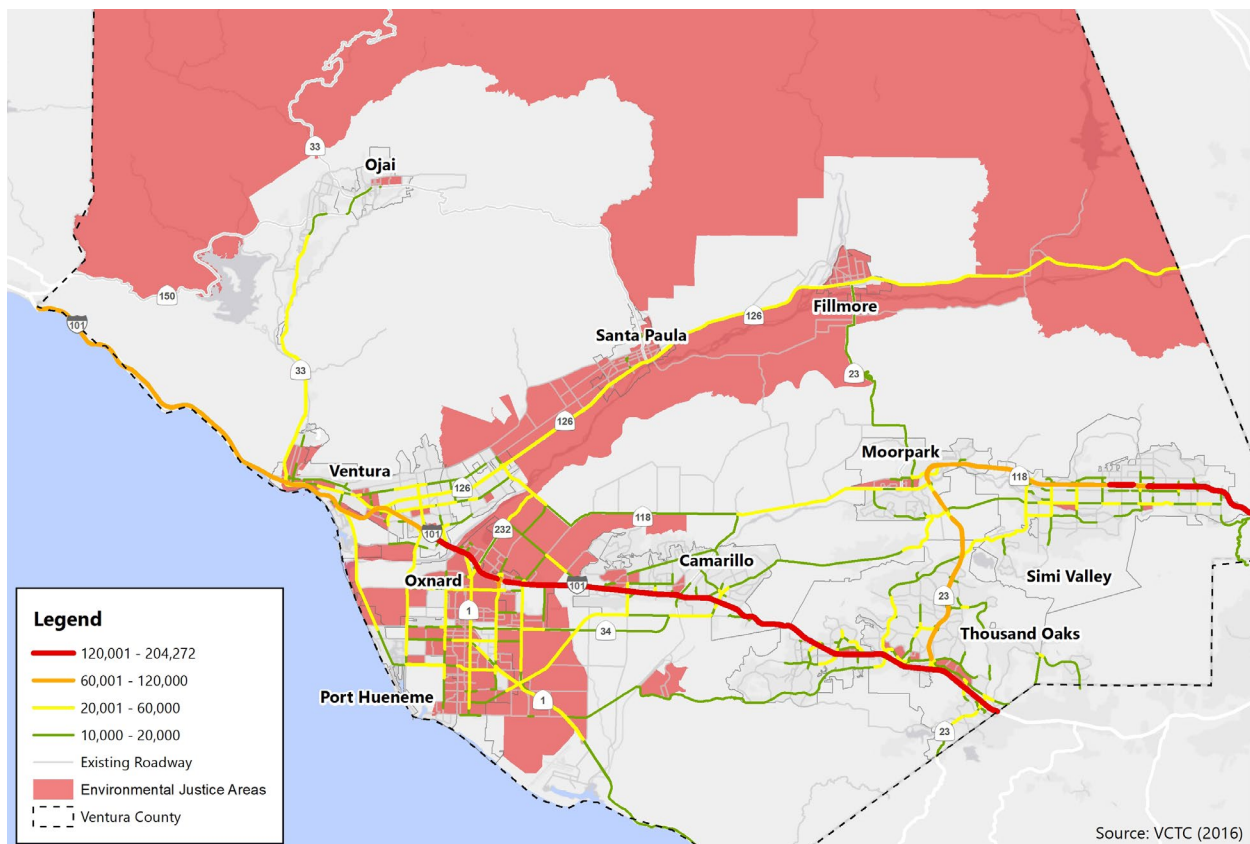 33
Ojai
150
101
Fillmore
126
Santa Paula
33
23
126
Moorpark
Ventura
118
126
101
232
118
Camarillo
Oxnard
101
Simi Valley
1
34
23
Thousand Oaks
Port Hueneme
1
23
Legend
120,001 - 204,272
60,001 - 120,000
20,001 - 60,000
10,000 - 20,000
Existing Roadway
Environmental Justice Areas
Ventura County
Source: VCTC (2016)